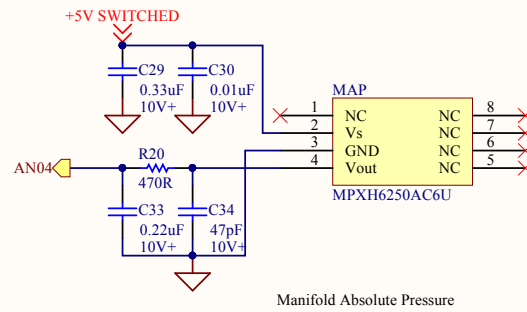 +5V SWITCHED
C29
0.33uF
10V+
C30
0.01uF
10V+
MAP
1 NC NC 8
2 Vs NC 7
3 GND NC 6
4 Vout NC 5
MPXH6250AC6U
AN04
R20
470R
C33
0.22uF
10V+
C34
47pF
10V+
Manifold Absolute Pressure